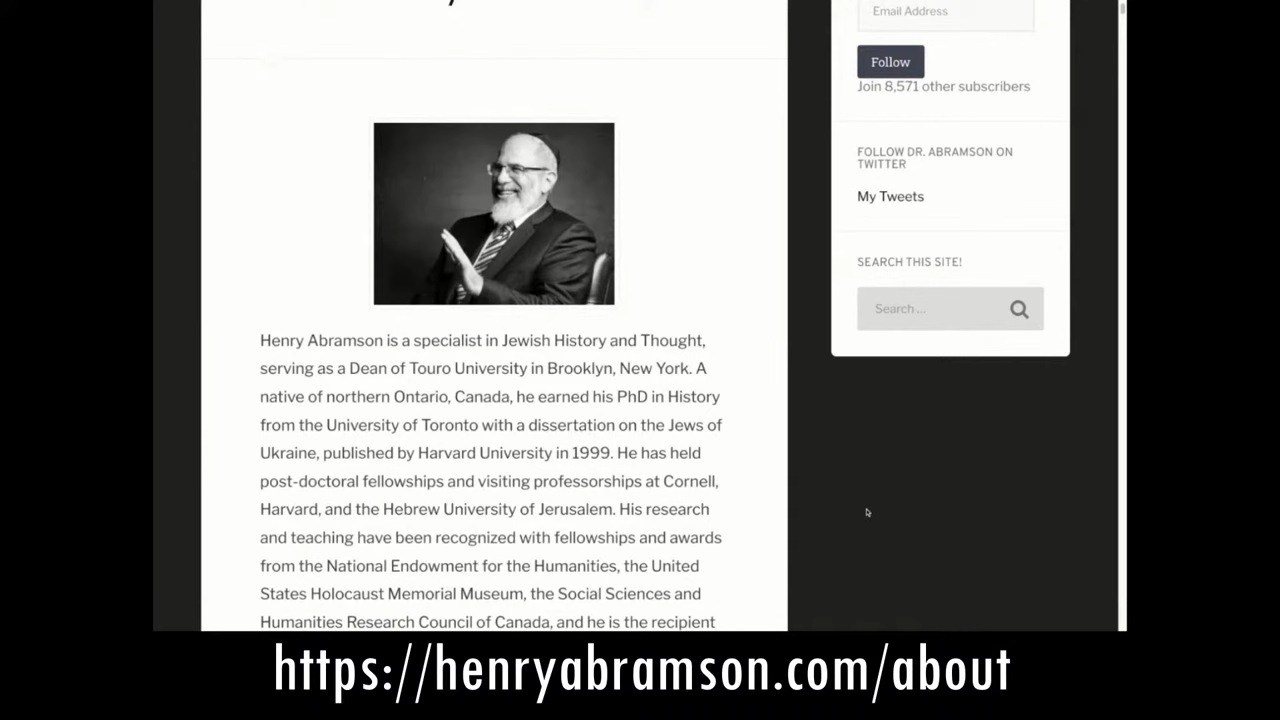 Email Address
Follow
Join 8,571 other subscribers
FOLLOW DR. ABRAMSON ON
TWITTER
My Tweets
SEARCH THIS SITE!
Search ...
Henry Abramson is a specialist in Jewish History and Thought,
serving as a Dean of Touro University in Brooklyn, New York. A
native of northern Ontario, Canada, he earned his PhD in History
from the University of Toronto with a dissertation on the Jews of
Ukraine, published by Harvard University in 1999. He has held
post-doctoral fellowships and visiting professorships at Cornell,
Harvard, and the Hebrew University of Jerusalem. His research
and teaching have been recognized with fellowships and awards
from the National Endowment for the Humanities, the United
States Holocaust Memorial Museum, the Social Sciences and
Humanities Research Council of Canada, and he is the recipient
https://henryabramson.com/about